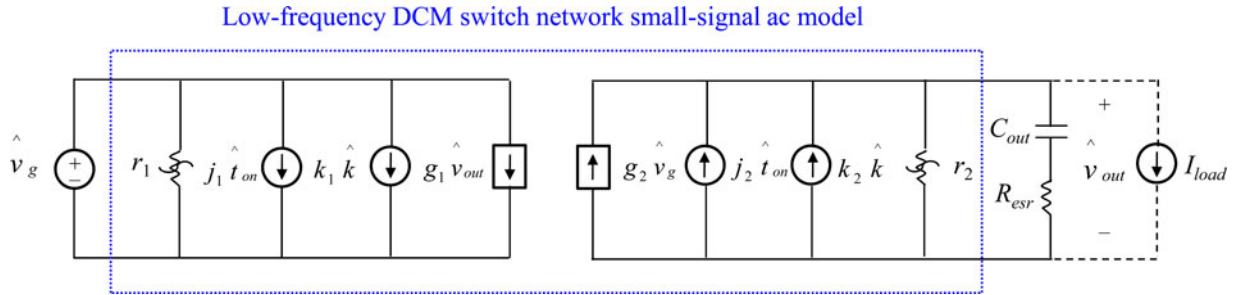 Low-frequency DCM switch network small-signal ac model
v̂g
+
−
r1
j1 t̂on
k1 k̂
g1 v̂out
g2 v̂g
j2 t̂on
k2 k̂
r2
Cout
Resr
+
v̂out
−
Iload